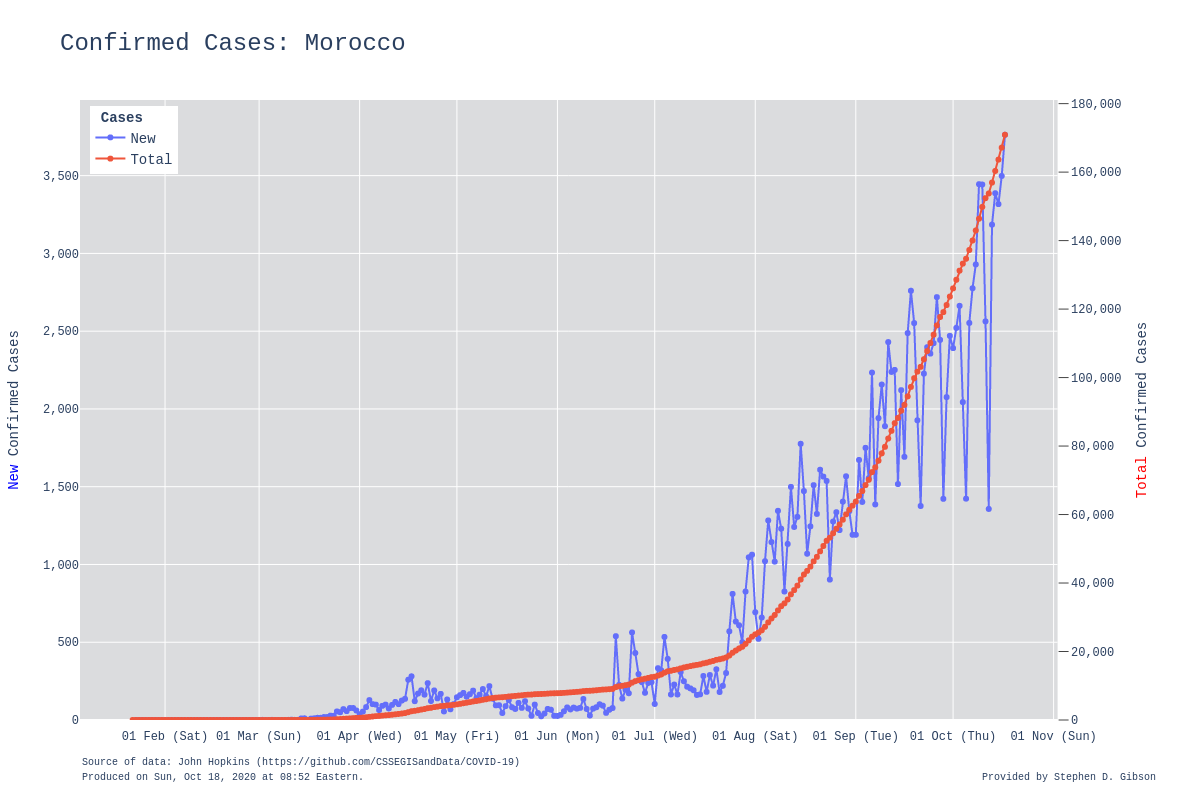 Confirmed Cases: Morocco
Cases
New
Total
3,500
3,000
2,500
2,000
1,500
1,000
500
0
New Confirmed Cases
180,000
160,000
140,000
120,000
100,000
80,000
60,000
40,000
20,000
0
Total Confirmed Cases
01 Feb (Sat) 01 Mar (Sun) 01 Apr (Wed) 01 May (Fri) 01 Jun (Mon) 01 Jul (Wed) 01 Aug (Sat) 01 Sep (Tue) 01 Oct (Thu) 01 Nov (Sun)
Source of data: John Hopkins (https://github.com/CSSEGISandData/COVID-19)
Produced on Sun, Oct 18, 2020 at 08:52 Eastern.
Provided by Stephen D. Gibson